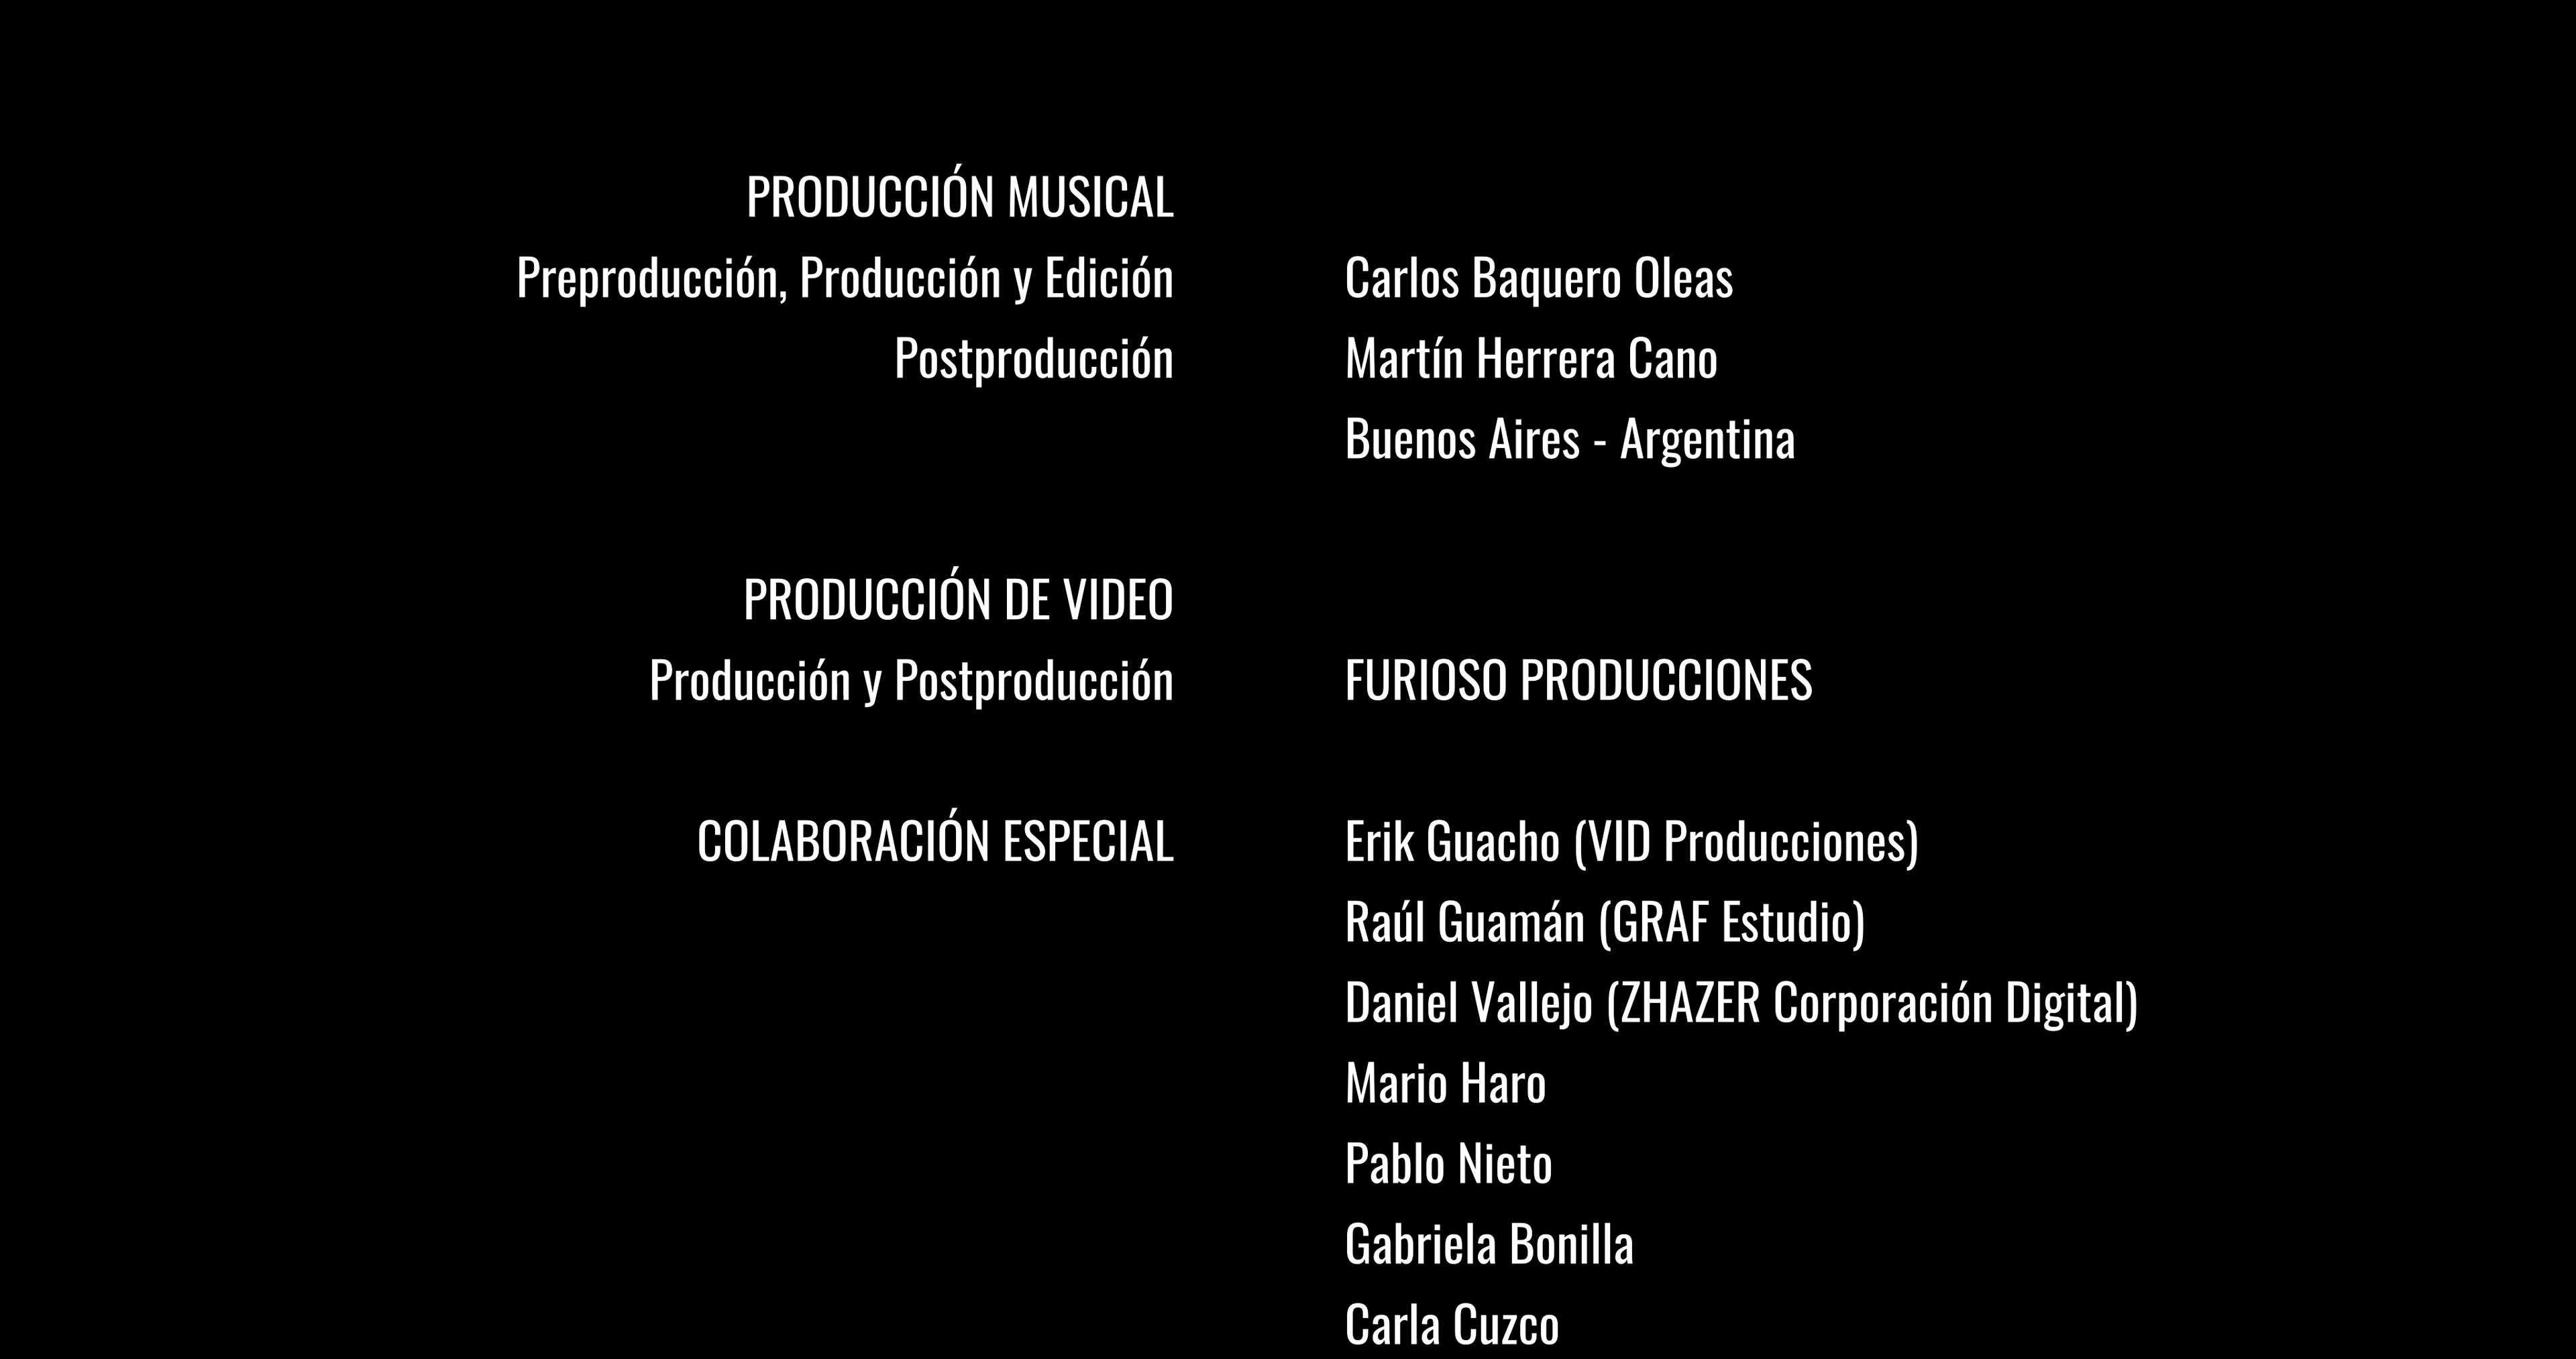 PRODUCCIÓN MUSICAL
Preproducción, Producción y Edición Carlos Baquero Oleas
Postproducción Martín Herrera Cano
Buenos Aires - Argentina
PRODUCCIÓN DE VIDEO
Producción y Postproducción FURIOSO PRODUCCIONES
COLABORACIÓN ESPECIAL Erik Guacho (VID Producciones)
Raúl Guamán (GRAF Estudio)
Daniel Vallejo (ZHAZER Corporación Digital)
Mario Haro
Pablo Nieto
Gabriela Bonilla
Carla Cuzco